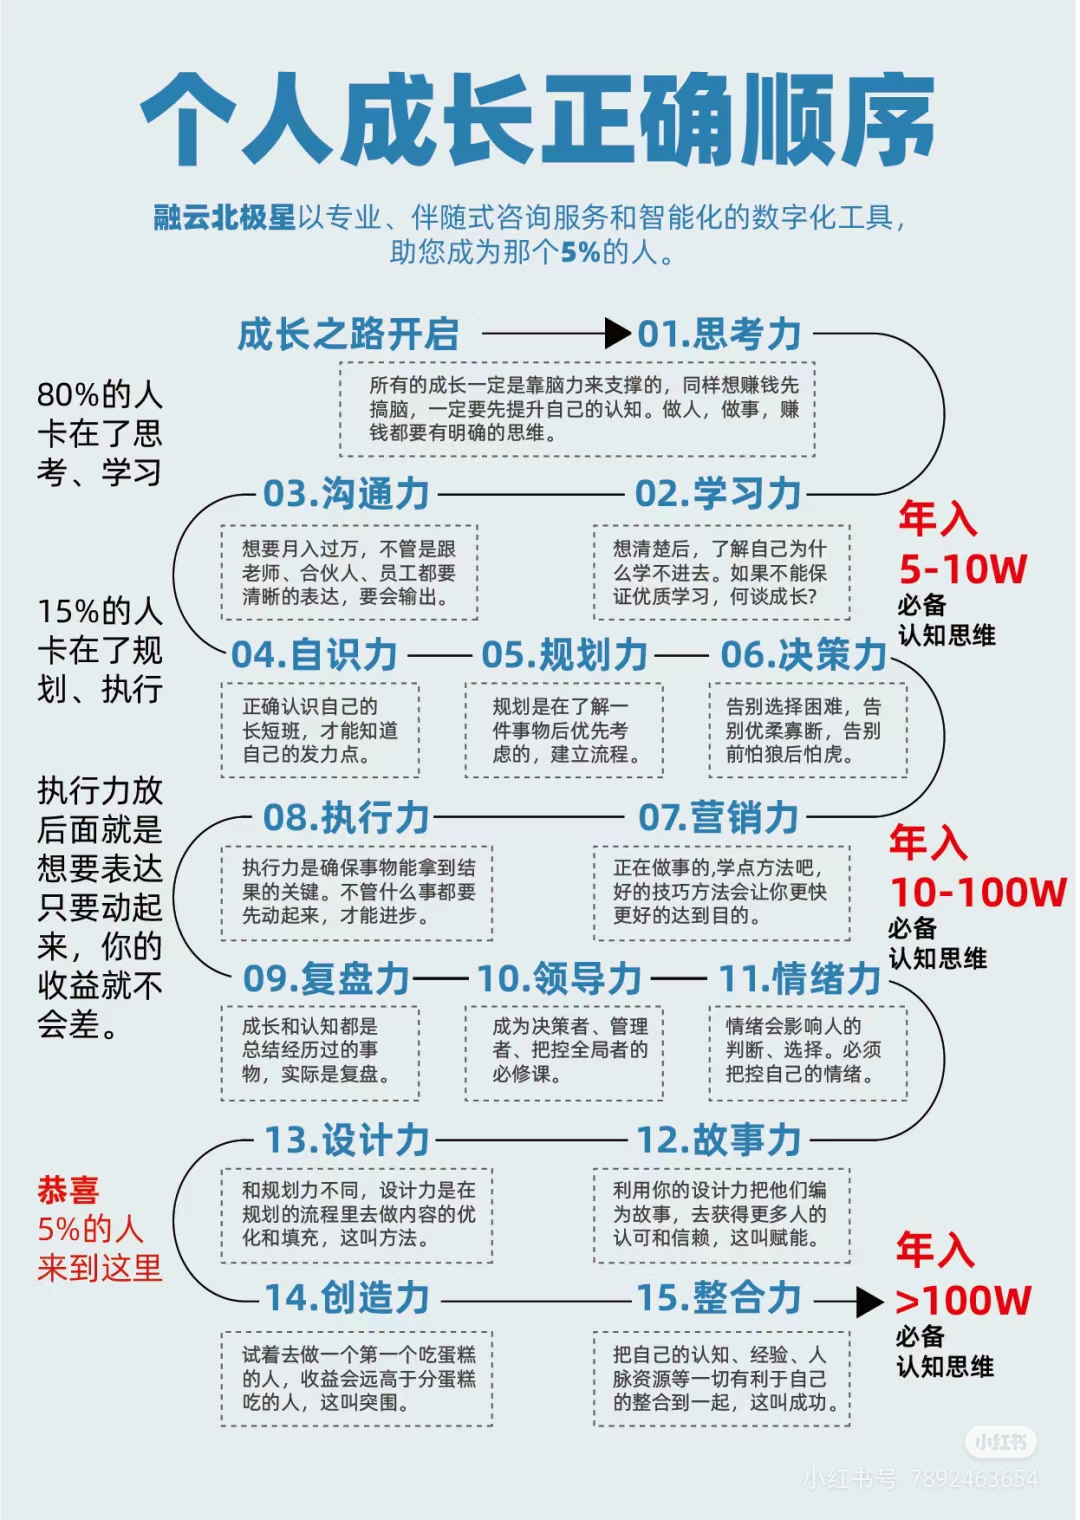 个人成长正确顺序
融云北极星以专业、伴随式咨询服务和智能化的数字化工具,
助您成为那个5%的人。
成长之路开启
01.思考力
所有的成长一定是靠脑力来支撑的，同样想赚钱先
搞脑，一定要先提升自己的认知。做人，做事，赚
钱都要有明确的思维。
80%的人
卡在了思
考、学习
03.沟通力
想要月入过万，不管是跟
老师、合伙人、员工都要
清晰的表达，要会输出。
02.学习力
想清楚后，了解自己为什
么学不进去。如果不能保
证优质学习，何谈成长?
年入
5-10W
必备
认知思维
15%的人
卡在了规
划、执行
04.自识力
正确认识自己的
长短班，才能知道
自己的发力点。
05.规划力
规划是在了解一
件事物后优先考
虑的，建立流程。
06.决策力
告别选择困难，告
别优柔寡断，告别
前怕狼后怕虎。
执行力放
后面就是
想要表达
只要动起
来，你的
收益就不
会差。
08.执行力
执行力是确保事物能拿到结
果的关键。不管什么事都要
先动起来，才能进步。
07.营销力
正在做事的,学点方法吧，
好的技巧方法会让你更快
更好的达到目的。
年入
10-100W
必备
认知思维
09.复盘力
成长和认知都是
总结经历过的事
物，实际是复盘。
10.领导力
成为决策者、管理
者、把控全局者的
必修课。
11.情绪力
情绪会影响人的
判断、选择。必须
把控自己的情绪。
13.设计力
和规划力不同，设计力是在
规划的流程里去做内容的优
化和填充，这叫方法。
12.故事力
利用你的设计力把他们编
为故事，去获得更多人的
认可和信赖，这叫赋能。
恭喜
5%的人
来到这里
14.创造力
试着去做一个第一个吃蛋糕
的人，收益会远高于分蛋糕
吃的人，这叫突围。
15.整合力
把自己的认知、经验、人
脉资源等一切有利于自己
的整合到一起，这叫成功。
年入
>100W
必备
认知思维
小红书
小红书号: 7892463654